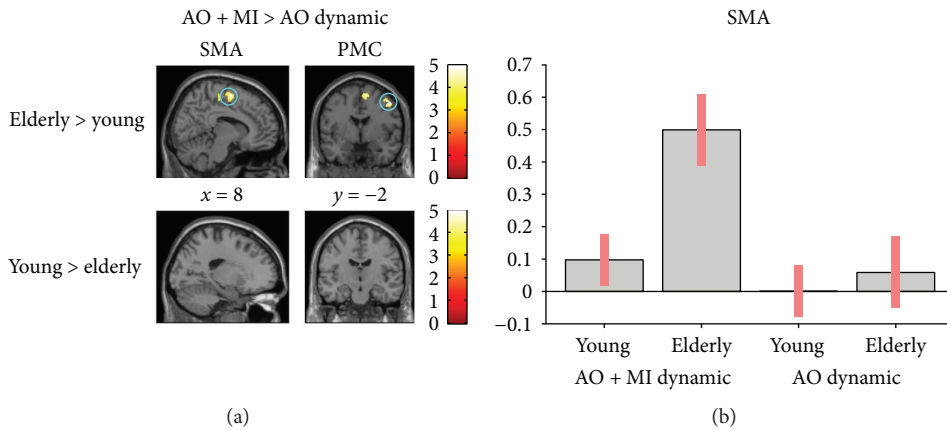 AO + MI > AO dynamic
SMA
PMC
Elderly > young
5
4
3
2
1
0
x = 8
y = −2
Young > elderly
5
4
3
2
1
0
(a)
SMA
0.7
0.6
0.5
0.4
0.3
0.2
0.1
0
−0.1
Young Elderly Young Elderly
AO + MI dynamic AO dynamic
(b)